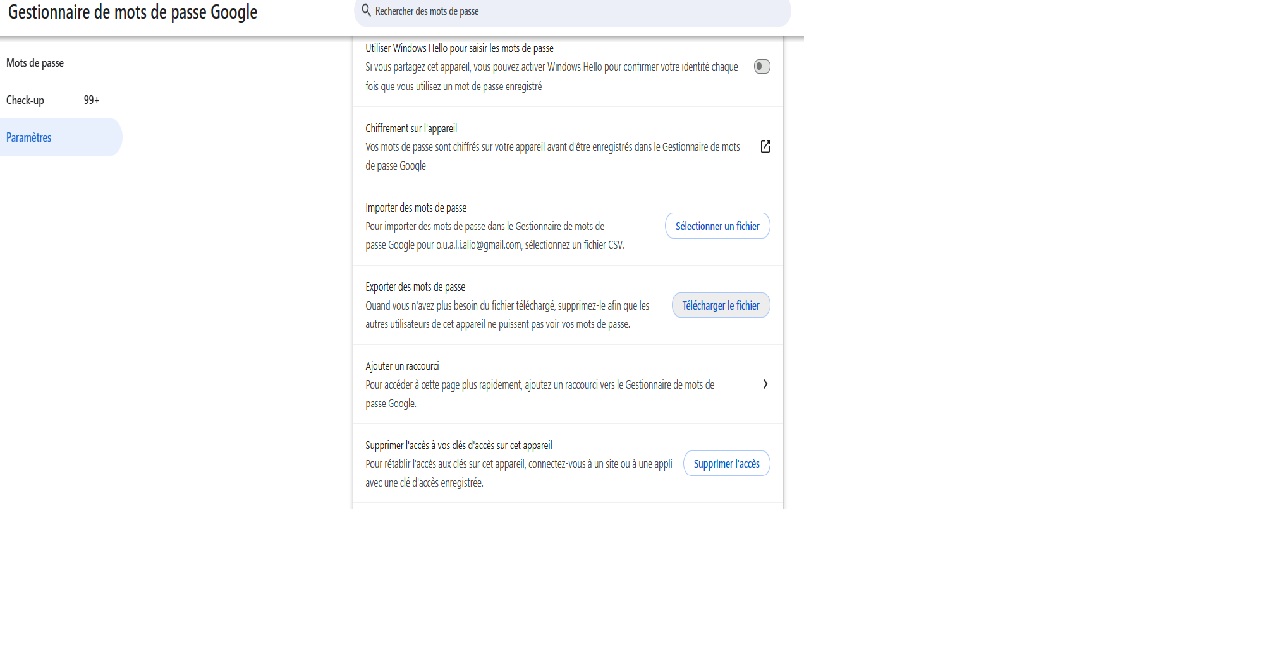 Gestionnaire de mots de passe Google
Rechercher des mots de passe
Mots de passe
Check-up 99+
Paramètres
Utiliser Windows Hello pour saisir les mots de passe
Si vous partagez cet appareil, vous pouvez activer Windows Hello pour confirmer votre identité chaque
fois que vous utilisez un mot de passe enregistré
Chiffrement sur l'appareil
Vos mots de passe sont chiffrés sur votre appareil avant d'être enregistrés dans le Gestionnaire de mots
de passe Google
Importer des mots de passe
Pour importer des mots de passe dans le Gestionnaire de mots de
passe Google pour o.u.a.l.i.allo@gmail.com, sélectionnez un fichier CSV.
Sélectionner un fichier
Exporter des mots de passe
Quand vous n'avez plus besoin du fichier téléchargé, supprimez-le afin que les
autres utilisateurs de cet appareil ne puissent pas voir vos mots de passe.
Télécharger le fichier
Ajouter un raccourci
Pour accéder à cette page plus rapidement, ajoutez un raccourci vers le Gestionnaire de mots de
passe Google.
Supprimer l'accès à vos clés d'accès sur cet appareil
Pour rétablir l'accès aux clés sur cet appareil, connectez-vous à un site ou à une appli
avec une clé d'accès enregistrée.
Supprimer l'accès